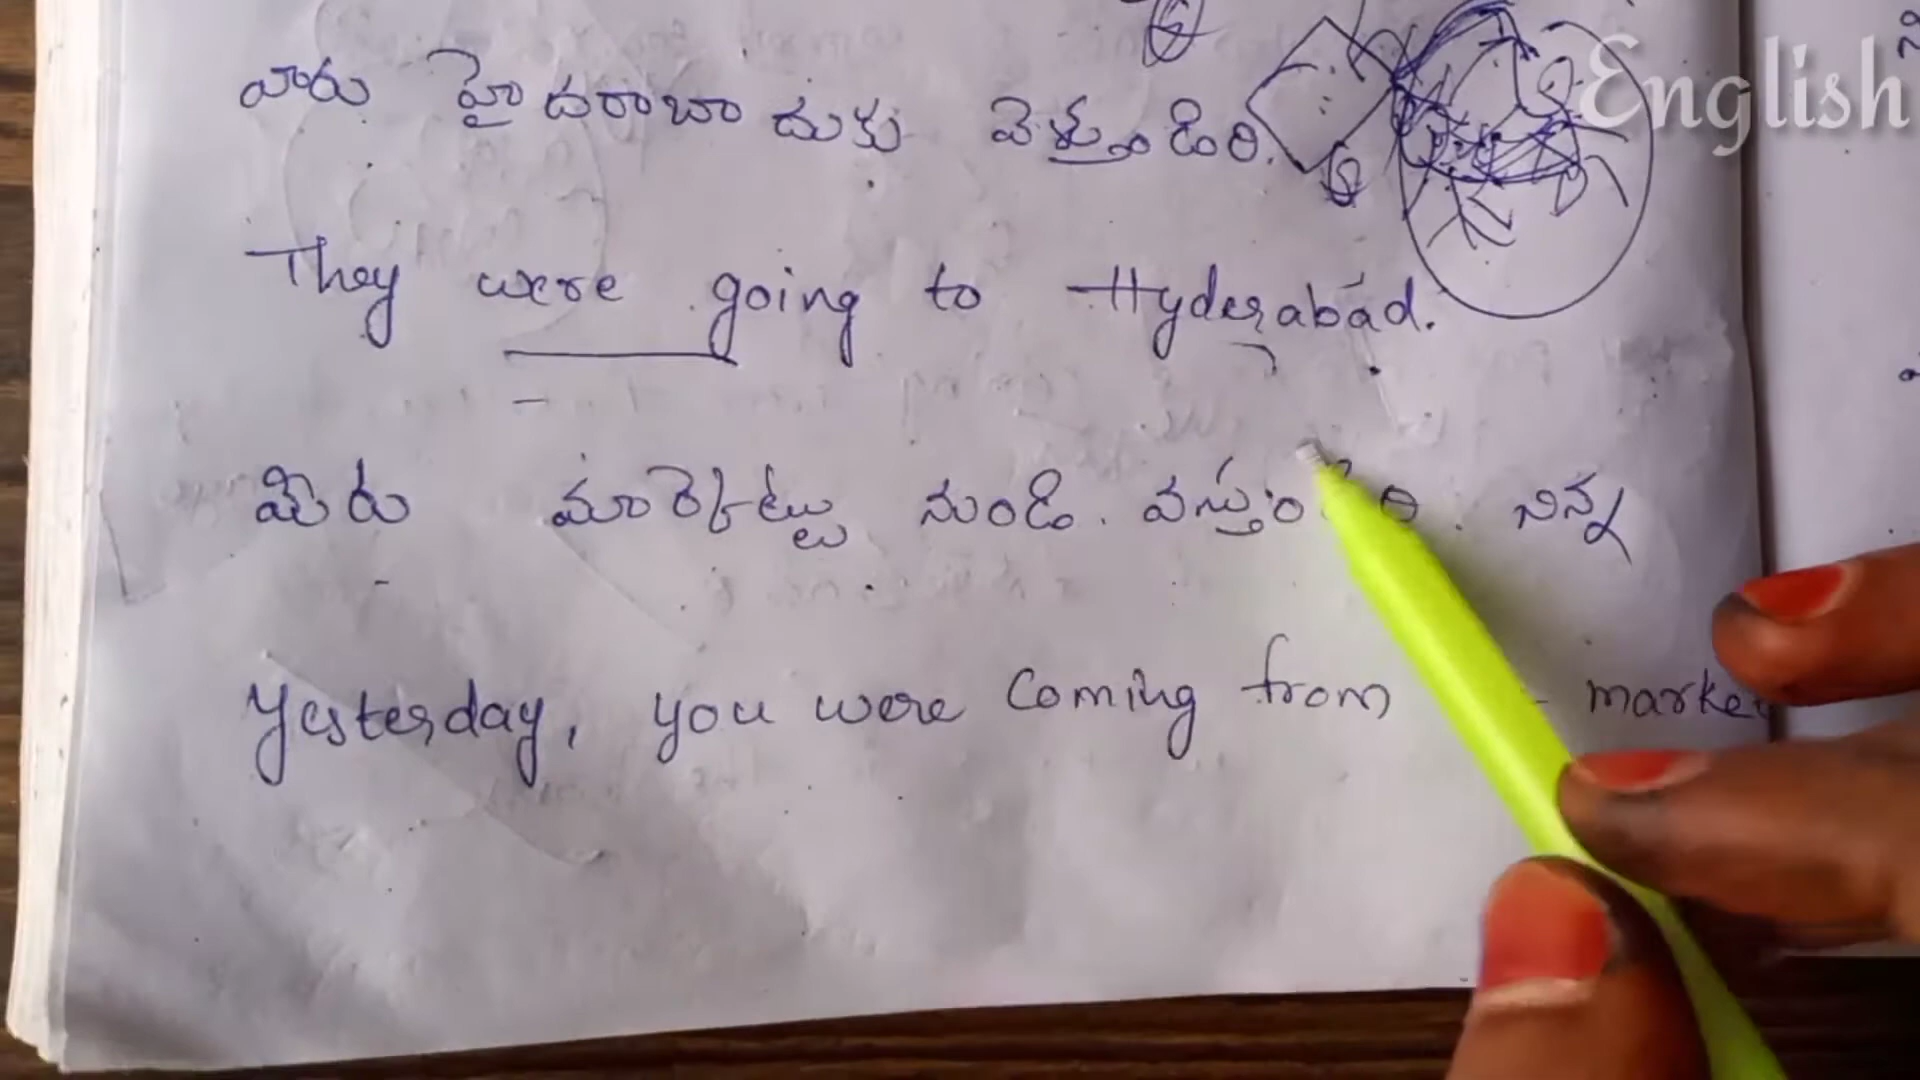 English
వారు హైదరాబాదుకు వెళ్తుండిరి.
They were going to Hyderabad.
మీరు మార్కెట్టు నుండి వస్తుండిరి. నిన్న
Yesterday, you were coming from market